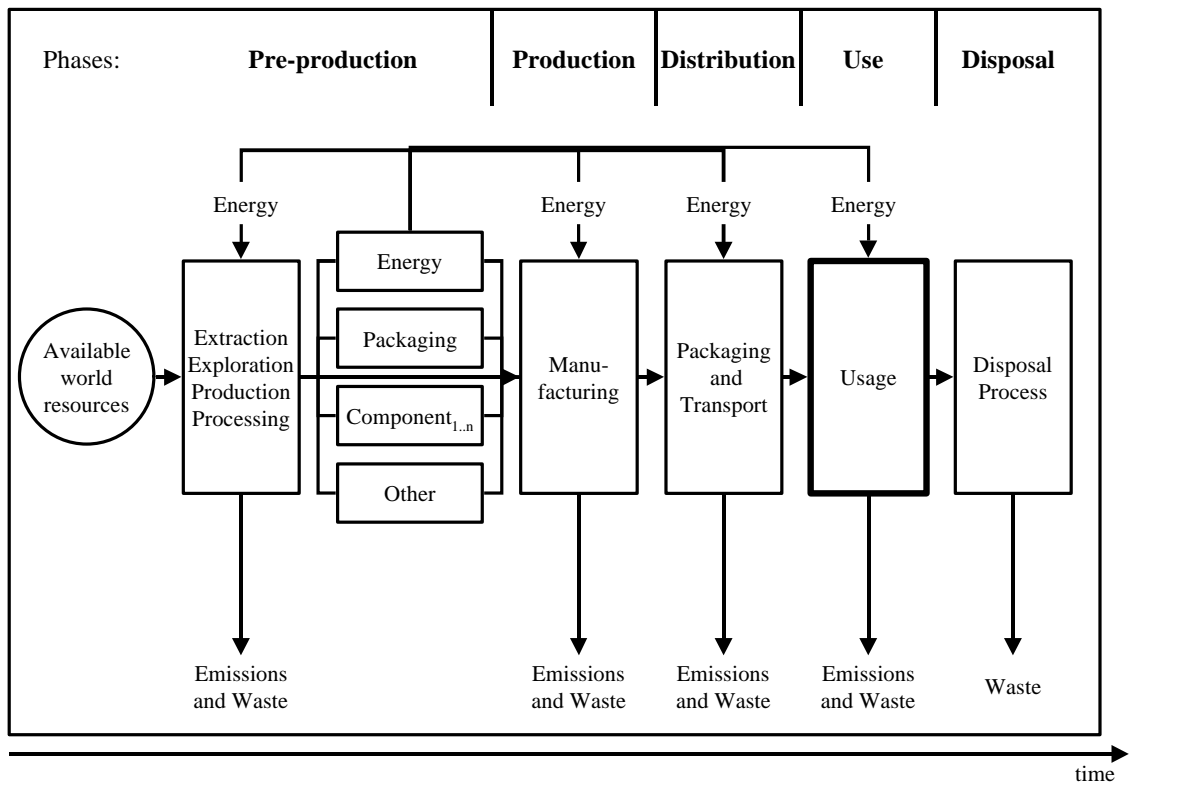 Phases:
Pre-production
Production
Distribution
Use
Disposal
Energy
Energy
Energy
Energy
Available
world
resources
Extraction
Exploration
Production
Processing
Energy
Packaging
Component1..n
Other
Manu-
facturing
Packaging
and
Transport
Usage
Disposal
Process
Emissions
and Waste
Emissions
and Waste
Emissions
and Waste
Emissions
and Waste
Waste
time